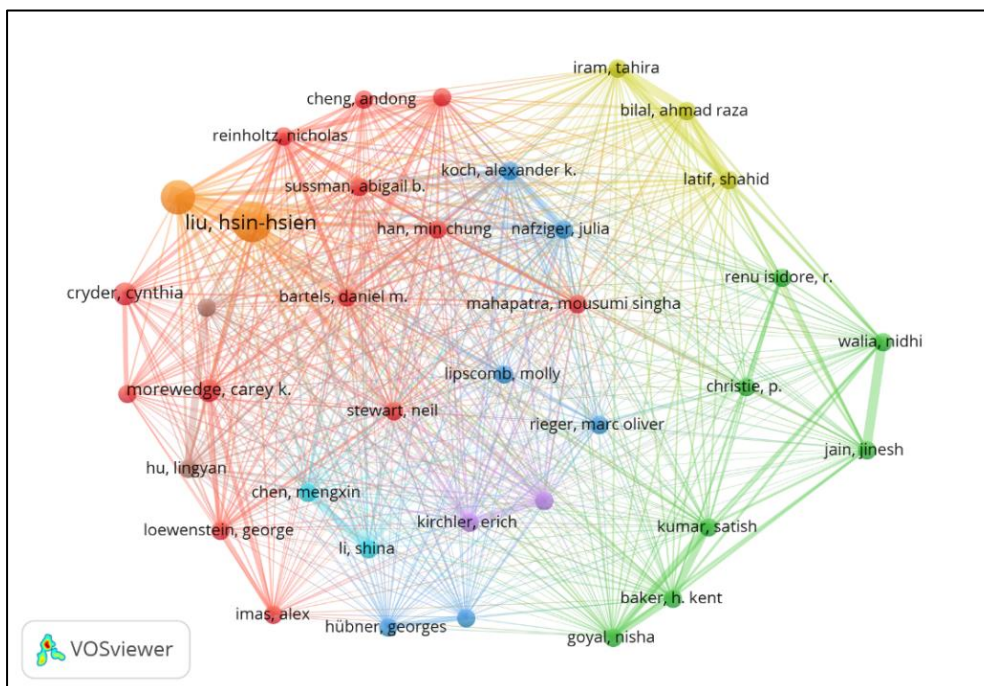 iram, tahira
cheng, andong
bilal, ahmad raza
reinholtz, nicholas
koch, alexander k.
sussman, abigail b.
latif, shahid
liu, hsin-hsien
han, min chung
nafziger, julia
renu isidore, r.
cryder, cynthia
bartels, daniel m.
mahapatra, mousumi singha
walia, nidhi
lipscomb, molly
christie, p.
morewedge, carey k.
stewart, neil
rieger, marc oliver
jain, jinesh
hu, lingyan
chen, mengxin
kirchler, erich
kumar, satish
loewenstein, george
li, shina
baker, h. kent
imas, alex
hübner, georges
goyal, nisha
VOSviewer